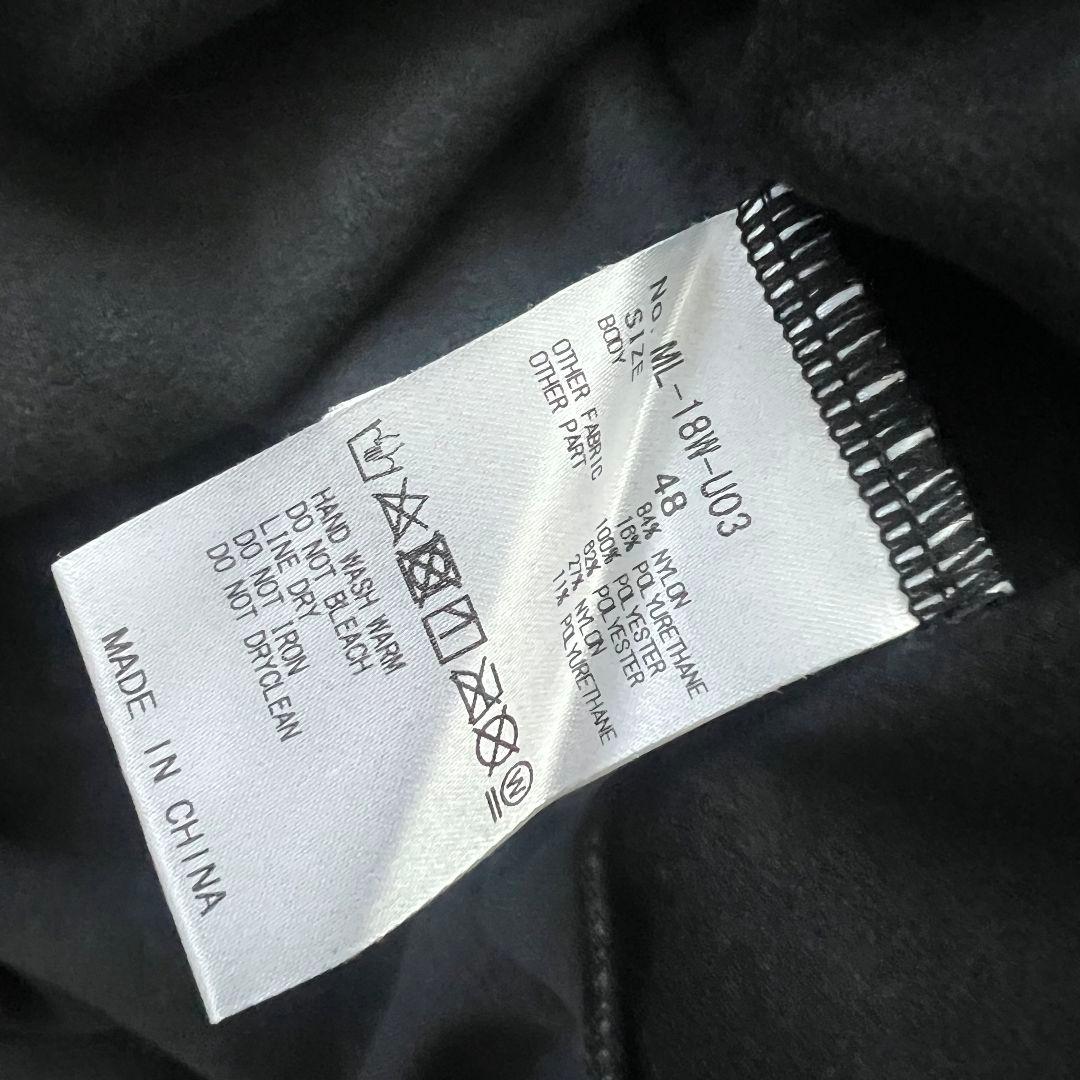 No. ML-18W-U03
SIZE 48
BODY 84% NYLON
16% POLYURETHANE
OTHER FABRIC 100% POLYESTER
OTHER PART 62% POLYESTER
27% NYLON
11% POLYURETHANE
W
HAND WASH WARM
DO NOT BLEACH
LINE DRY
DO NOT IRON
DO NOT DRYCLEAN
MADE IN CHINA